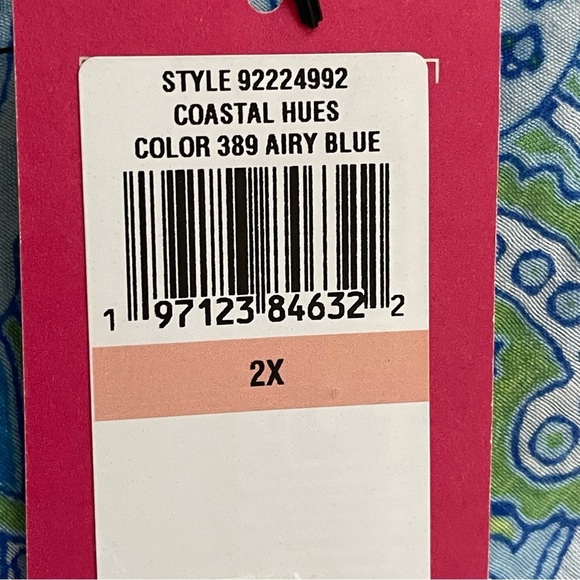 STYLE 92224992
COASTAL HUES
COLOR 389 AIRY BLUE
1 97123 84632 2
2X